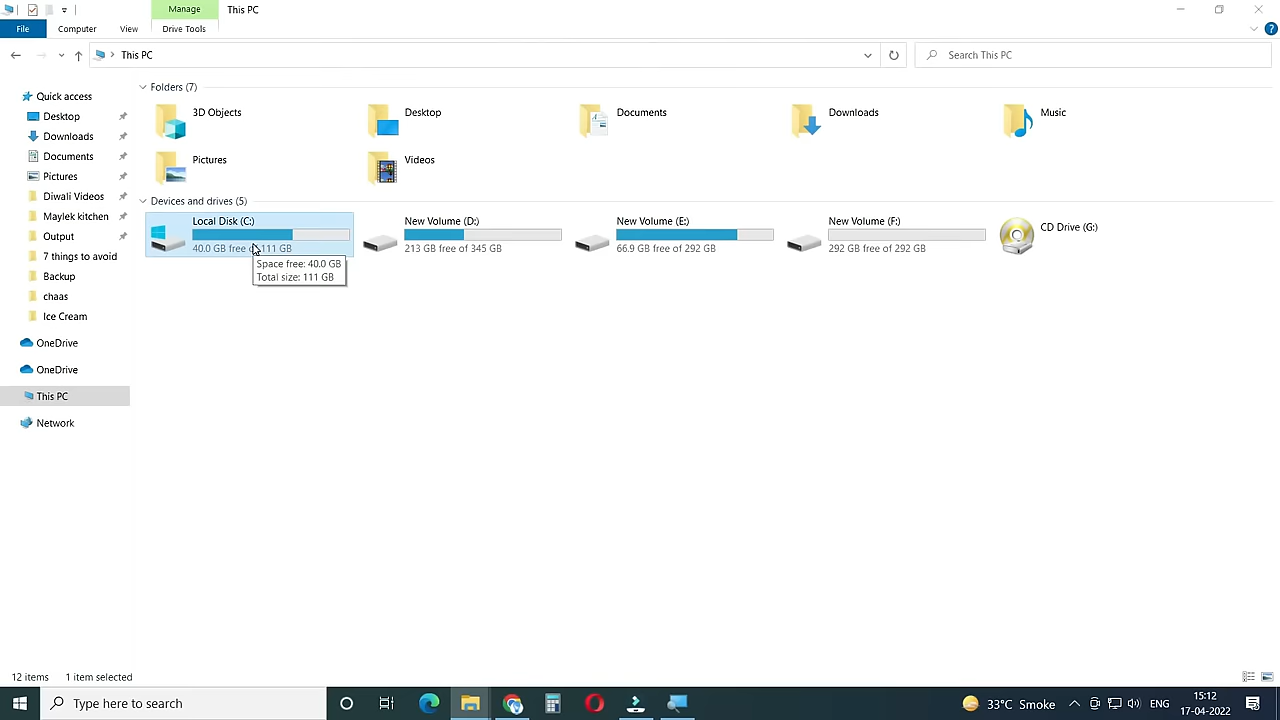 Manage
This PC
File
Computer
View
Drive Tools
This PC
Search This PC
Quick access
Desktop
Downloads
Documents
Pictures
Diwali Videos
Maylek kitchen
Output
7 things to avoid
Backup
chaas
Ice Cream
OneDrive
OneDrive
This PC
Network
Folders (7)
3D Objects
Desktop
Documents
Downloads
Music
Pictures
Videos
Devices and drives (5)
Local Disk (C:)
40.0 GB free of 111 GB
Space free: 40.0 GB
Total size: 111 GB
New Volume (D:)
213 GB free of 345 GB
New Volume (E:)
66.9 GB free of 292 GB
New Volume (F:)
292 GB free of 292 GB
CD Drive (G:)
12 items
1 item selected
Type here to search
33°C Smoke
ENG
15:12
17-04-2022